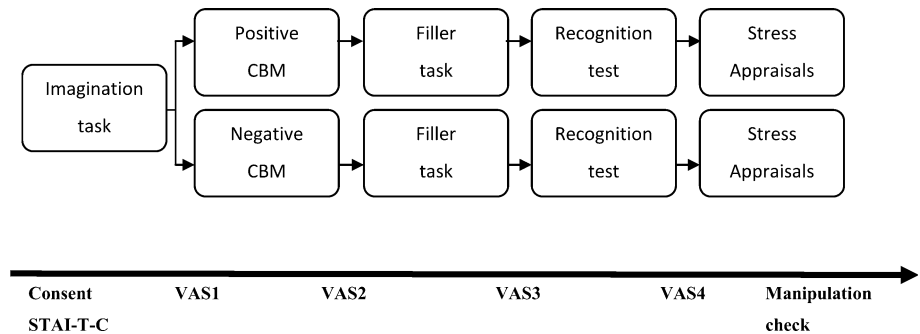 Imagination
task
Positive
CBM
Filler
task
Recognition
test
Stress
Appraisals
Negative
CBM
Filler
task
Recognition
test
Stress
Appraisals
Consent
STAI-T-C
VAS1
VAS2
VAS3
VAS4
Manipulation
check